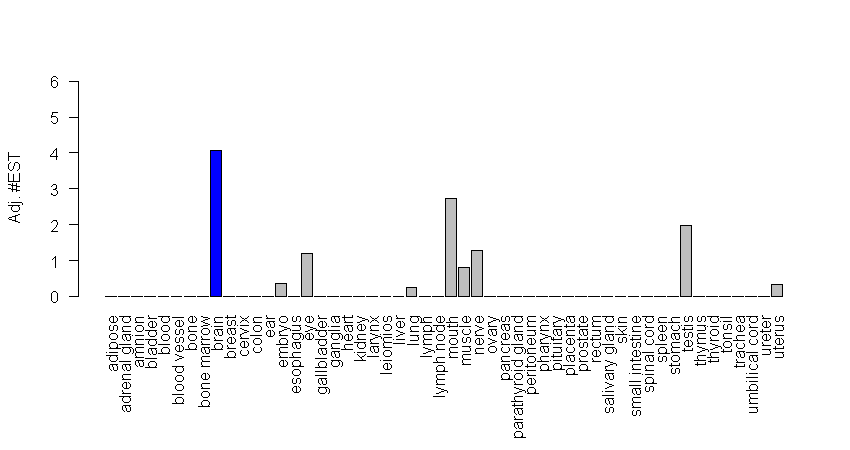 6
5
4
3
2
1
0
Adj. #EST
adipose
adrenal gland
amnion
bladder
blood
blood vessel
bone
bone marrow
brain
breast
cervix
colon
ear
embryo
esophagus
eye
gallbladder
ganglia
heart
kidney
larynx
leiomios
liver
lung
lymph
lymph node
mouth
muscle
nerve
ovary
pancreas
parathyroid gland
peritoneum
pharynx
pituitary
placenta
prostate
rectum
salivary gland
skin
small intestine
spinal cord
spleen
stomach
testis
thymus
thyroid
tonsil
trachea
umbilical cord
ureter
uterus